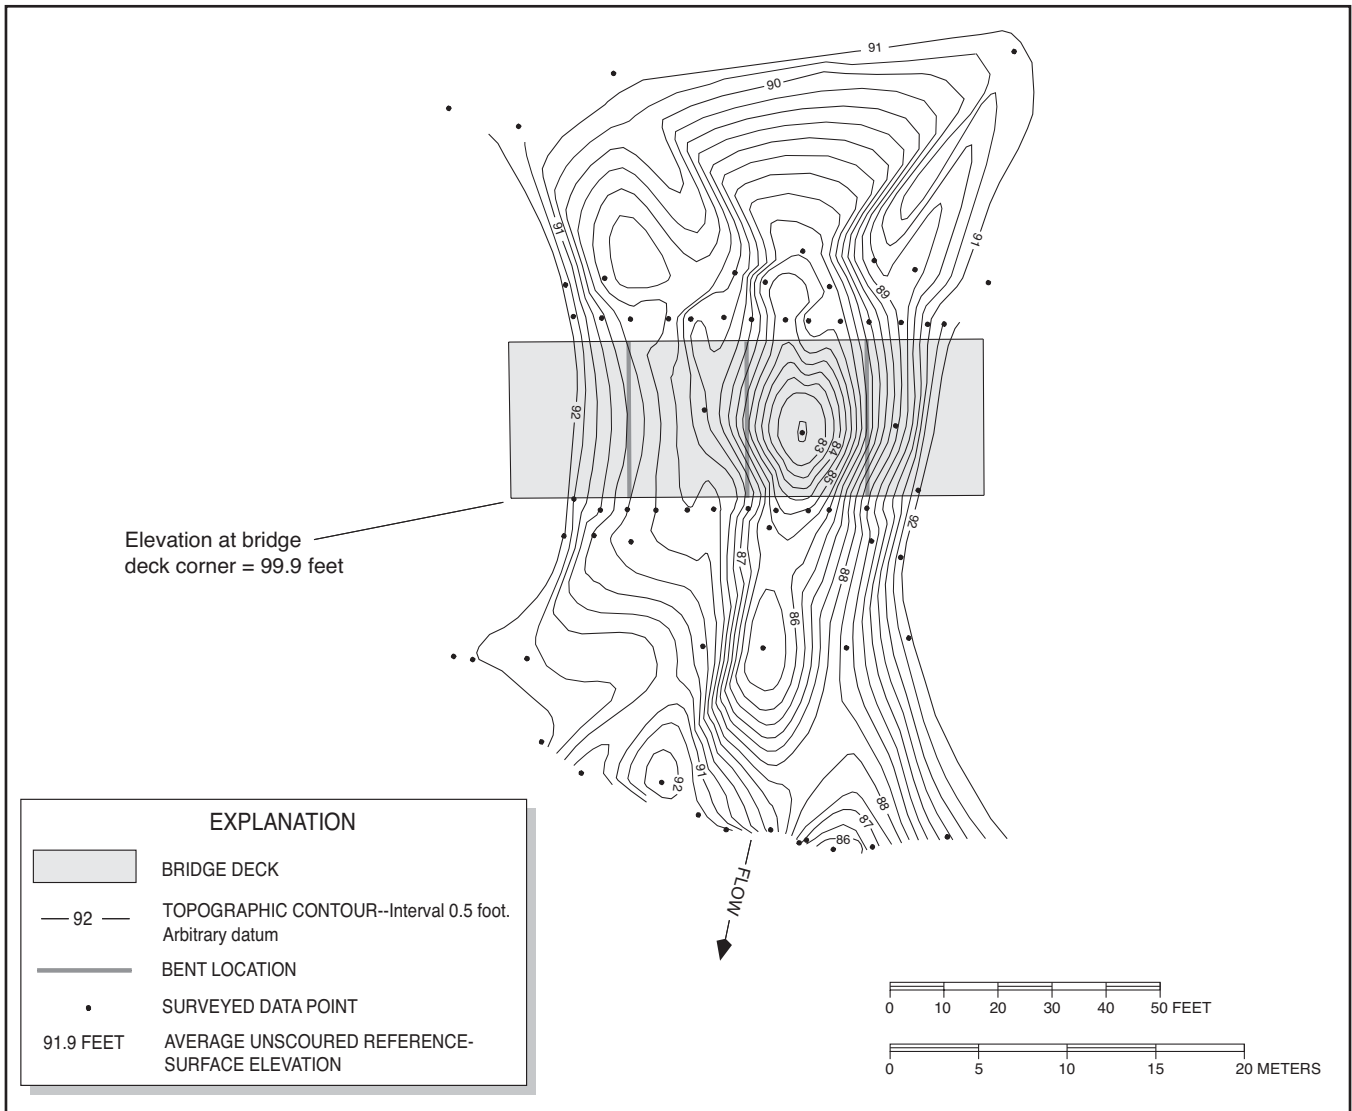 91
90
91
91
89
92
83
84
85
92
Elevation at bridge
deck corner = 99.9 feet
87
88
86
91
92
88
87
86
FLOW
EXPLANATION
BRIDGE DECK
92
TOPOGRAPHIC CONTOUR--Interval 0.5 foot.
Arbitrary datum
BENT LOCATION
SURVEYED DATA POINT
91.9 FEET
AVERAGE UNSCOURED REFERENCE-
SURFACE ELEVATION
0 10 20 30 40 50 FEET
0 5 10 15 20 METERS